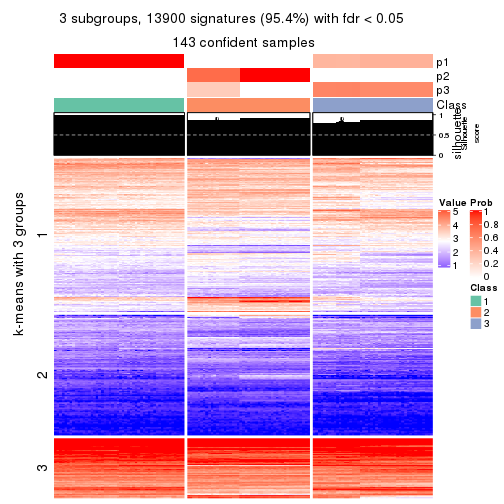 3 subgroups, 13900 signatures (95.4%) with fdr < 0.05
143 confident samples
p1
p2
p3
Class
1
0.5
0
silhouette
Silhouette
score
k-means with 3 groups
1
2
3
Value
5
4
3
2
1
Prob
1
0.8
0.6
0.4
0.2
0
Class
1
2
3